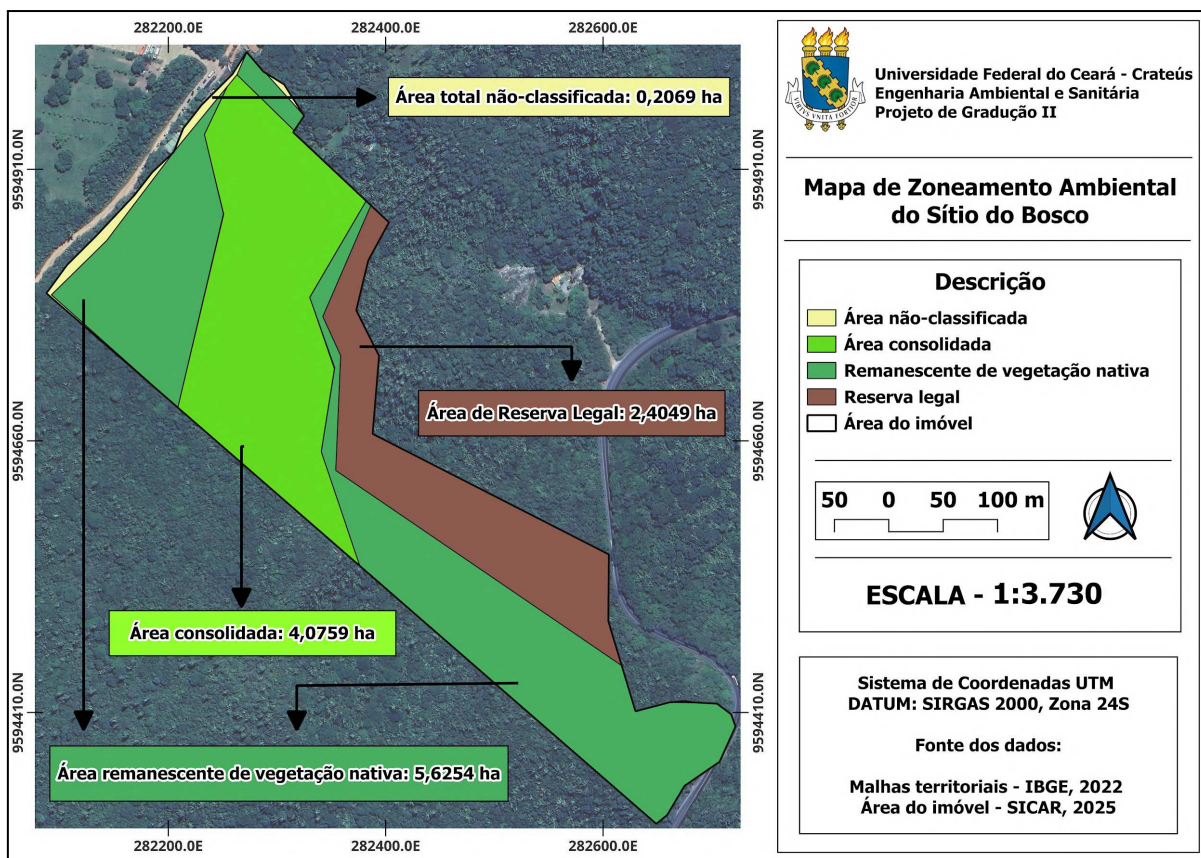 282200.0E
282400.0E
282600.0E
9594910.0N
9594660.0N
9594410.0N
9594910.0N
9594660.0N
9594410.0N
Área total não-classificada: 0,2069 ha
Área de Reserva Legal: 2,4049 ha
Área consolidada: 4,0759 ha
Área remanescente de vegetação nativa: 5,6254 ha
282200.0E
282400.0E
282600.0E
VIRTVS VNITA FORTIOR
Universidade Federal do Ceará - Crateús
Engenharia Ambiental e Sanitária
Projeto de Gradução II
Mapa de Zoneamento Ambiental
do Sítio do Bosco
Descrição
Área não-classificada
Área consolidada
Remanescente de vegetação nativa
Reserva legal
Área do imóvel
50 0 50 100 m
ESCALA - 1:3.730
Sistema de Coordenadas UTM
DATUM: SIRGAS 2000, Zona 24S
Fonte dos dados:
Malhas territoriais - IBGE, 2022
Área do imóvel - SICAR, 2025